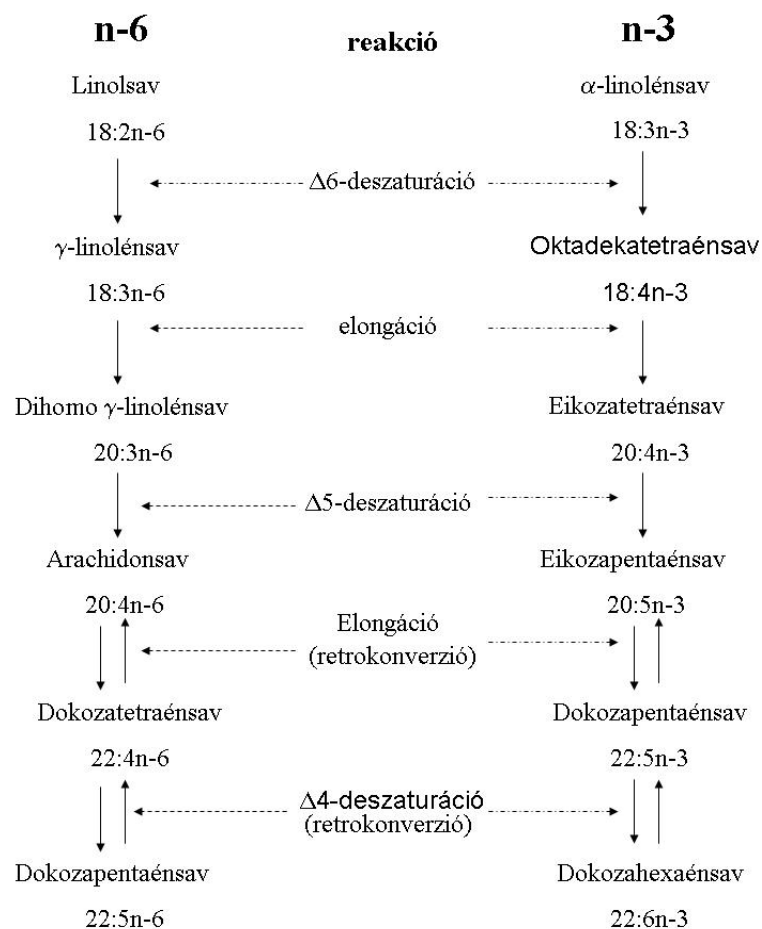 n-6 reakció n-3
Linolsav α-linolénsav
18:2n-6 18:3n-3
Δ6-deszaturáció
γ-linolénsav Oktadekatetraénsav
18:3n-6 18:4n-3
elongáció
Dihomo γ-linolénsav Eikozatetraénsav
20:3n-6 20:4n-3
Δ5-deszaturáció
Arachidonsav Eikozapentaénsav
20:4n-6 20:5n-3
Elongáció
(retrokonverzió)
Dokozatetraénsav Dokozapentaénsav
22:4n-6 22:5n-3
Δ4-deszaturáció
(retrokonverzió)
Dokozapentaénsav Dokozahexaénsav
22:5n-6 22:6n-3